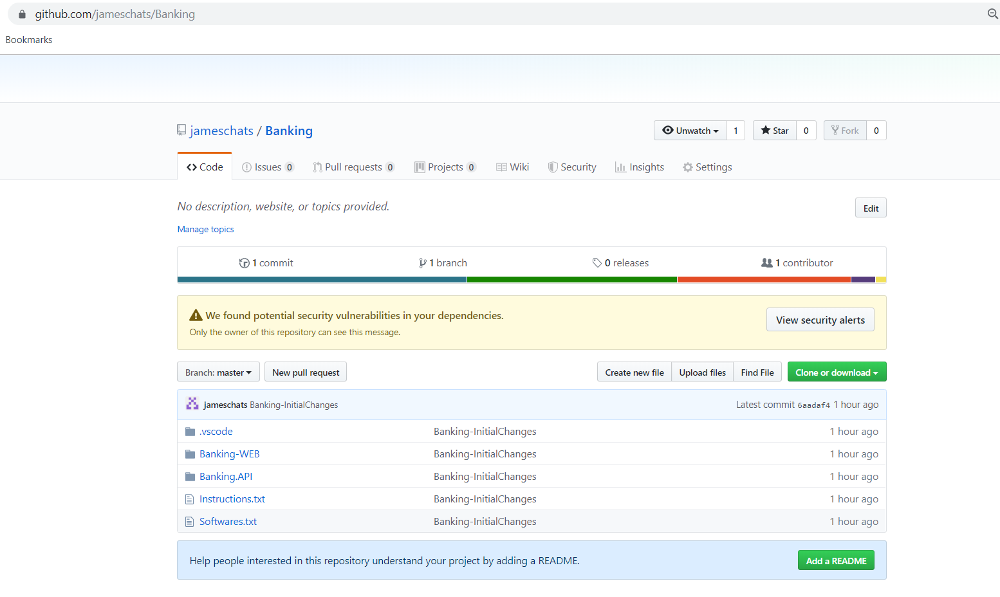 github.com/jameschats/Banking
Bookmarks
jameschats / Banking
Unwatch 1 Star 0 Fork 0
Code Issues 0 Pull requests 0 Projects 0 Wiki Security Insights Settings
No description, website, or topics provided. Edit
Manage topics
1 commit 1 branch 0 releases 1 contributor
We found potential security vulnerabilities in your dependencies.
Only the owner of this repository can see this message.
View security alerts
Branch: master New pull request Create new file Upload files Find File Clone or download
jameschats Banking-InitialChanges Latest commit 6aadaf4 1 hour ago
.vscode Banking-InitialChanges 1 hour ago
Banking-WEB Banking-InitialChanges 1 hour ago
Banking.API Banking-InitialChanges 1 hour ago
Instructions.txt Banking-InitialChanges 1 hour ago
Softwares.txt Banking-InitialChanges 1 hour ago
Help people interested in this repository understand your project by adding a README. Add a README